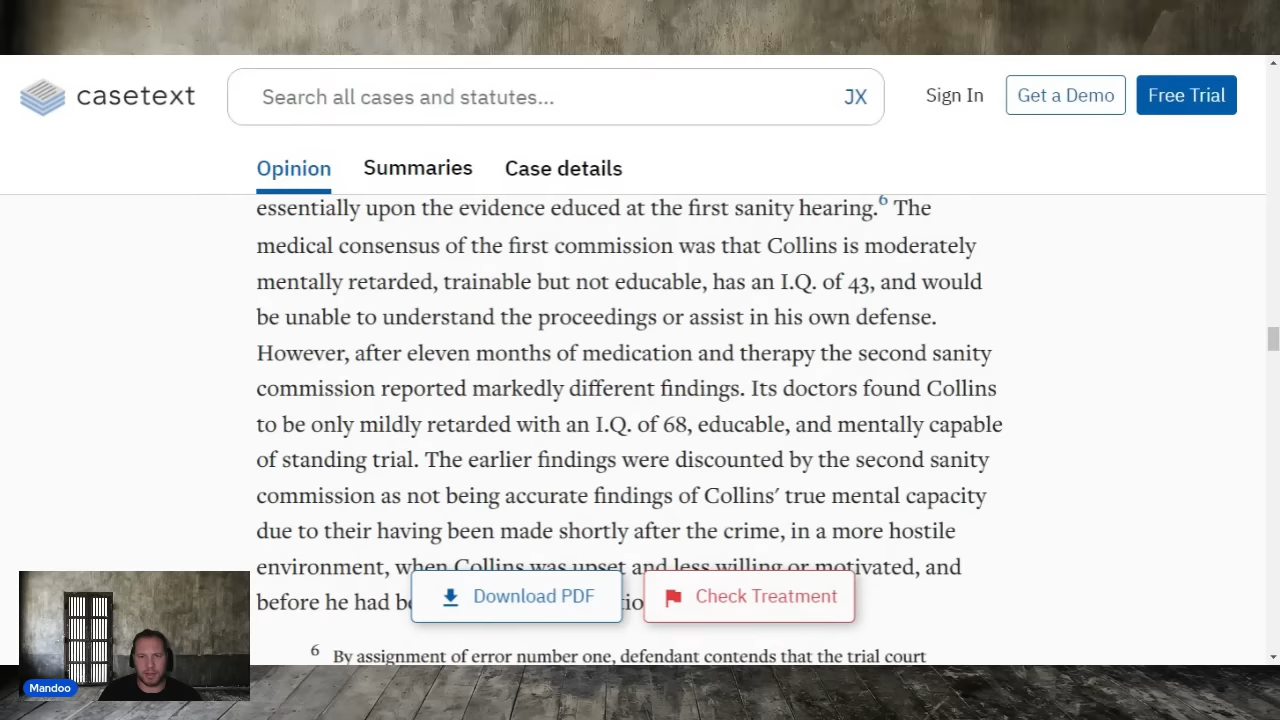 casetext
Search all cases and statutes...
JX
Sign In
Get a Demo
Free Trial
Opinion
Summaries
Case details
essentially upon the evidence educed at the first sanity hearing.6 The
medical consensus of the first commission was that Collins is moderately
mentally retarded, trainable but not educable, has an I.Q. of 43, and would
be unable to understand the proceedings or assist in his own defense.
However, after eleven months of medication and therapy the second sanity
commission reported markedly different findings. Its doctors found Collins
to be only mildly retarded with an I.Q. of 68, educable, and mentally capable
of standing trial. The earlier findings were discounted by the second sanity
commission as not being accurate findings of Collins′ true mental capacity
due to their having been made shortly after the crime, in a more hostile
environment, when Collins was upset and less willing or motivated, and
before he had
Download PDF
Check Treatment
6 By assignment of error number one, defendant contends that the trial court
Mandoo